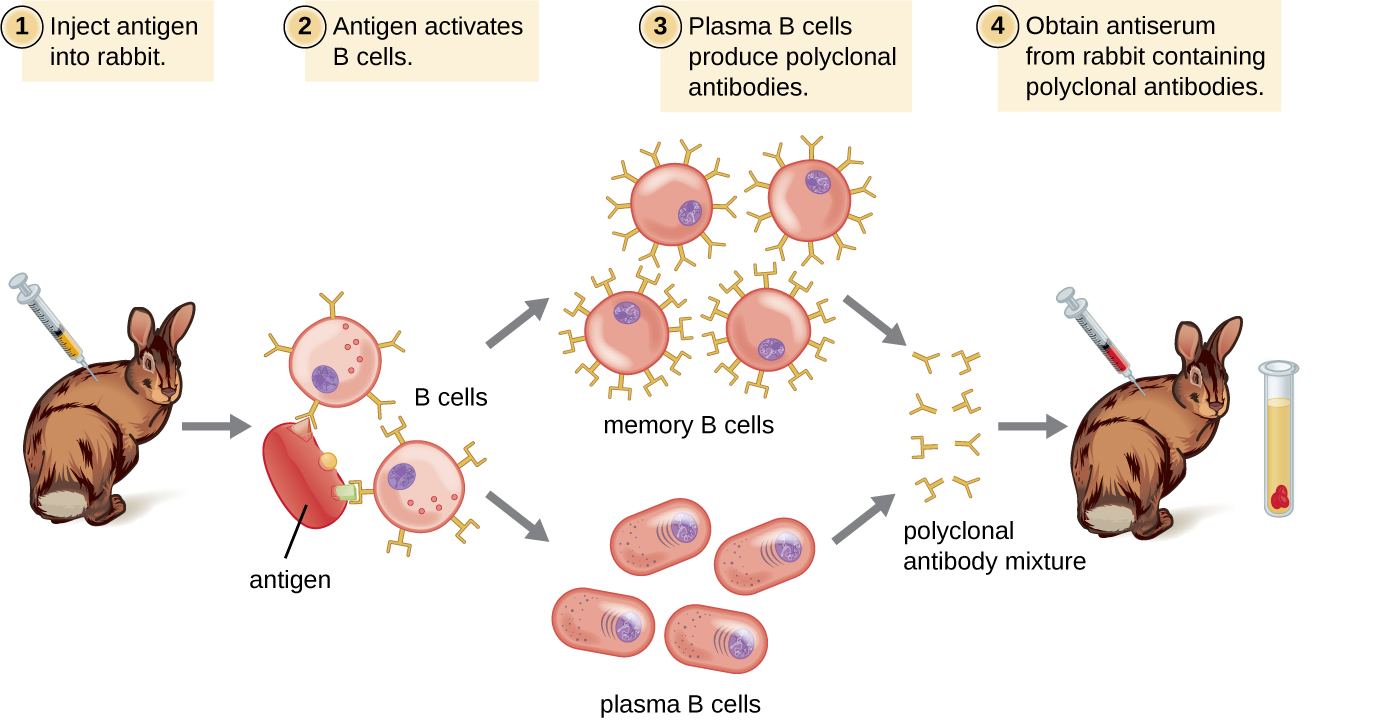 1 Inject antigen
into rabbit.
2 Antigen activates
B cells.
3 Plasma B cells
produce polyclonal
antibodies.
4 Obtain antiserum
from rabbit containing
polyclonal antibodies.
B cells
antigen
memory B cells
plasma B cells
polyclonal
antibody mixture